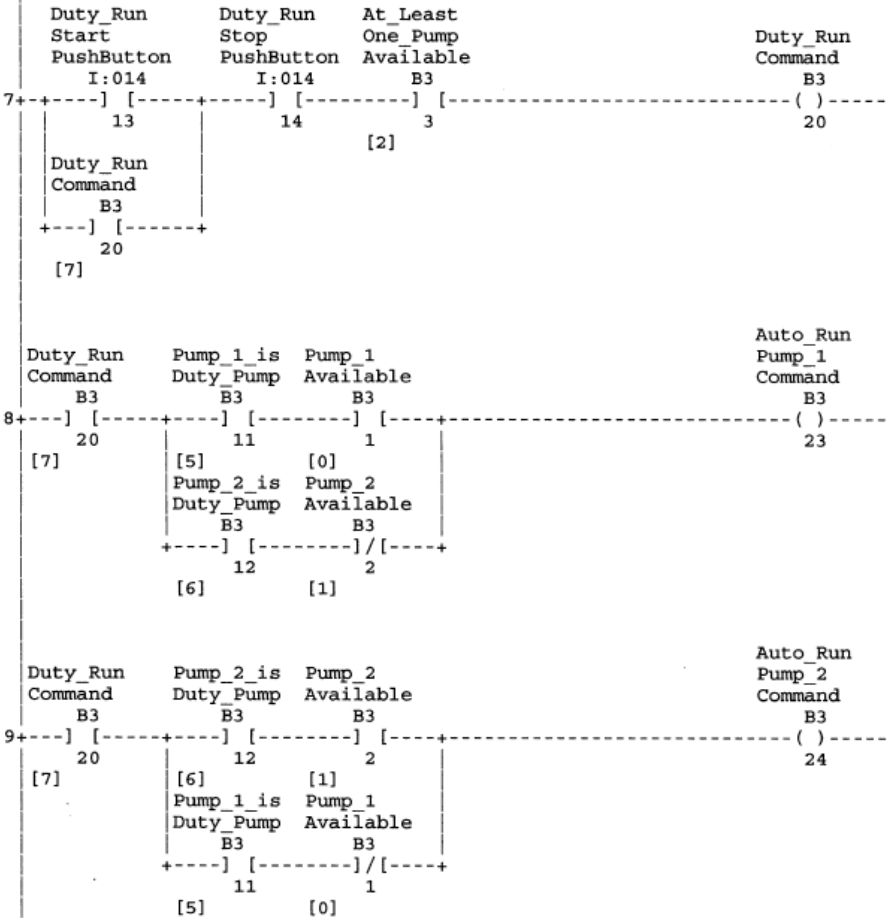 Duty_Run Duty_Run At_Least
Start Stop One_Pump Duty_Run
PushButton PushButton Available Command
I:014 I:014 B3 B3
7+-+----] [-----+-----] [---------] [-----------------------------( )-----
13 14 3 20
[2]
Duty_Run
Command
B3
+---] [------+
20
[7]
Auto_Run
Duty_Run Pump_1_is Pump_1 Pump_1
Command Duty_Pump Available Command
B3 B3 B3 B3
8+---] [-----+----] [--------] [----+-----------------------------( )-----
20 11 1 23
[7] [5] [0]
Pump_2_is Pump_2
Duty_Pump Available
B3 B3
+----] [--------]/[----+
12 2
[6] [1]
Auto_Run
Duty_Run Pump_2_is Pump_2 Pump_2
Command Duty_Pump Available Command
B3 B3 B3 B3
9+---] [-----+----] [--------] [----+-----------------------------( )-----
20 12 2 24
[7] [6] [1]
Pump_1_is Pump_1
Duty_Pump Available
B3 B3
+----] [--------]/[----+
11 1
[5] [0]